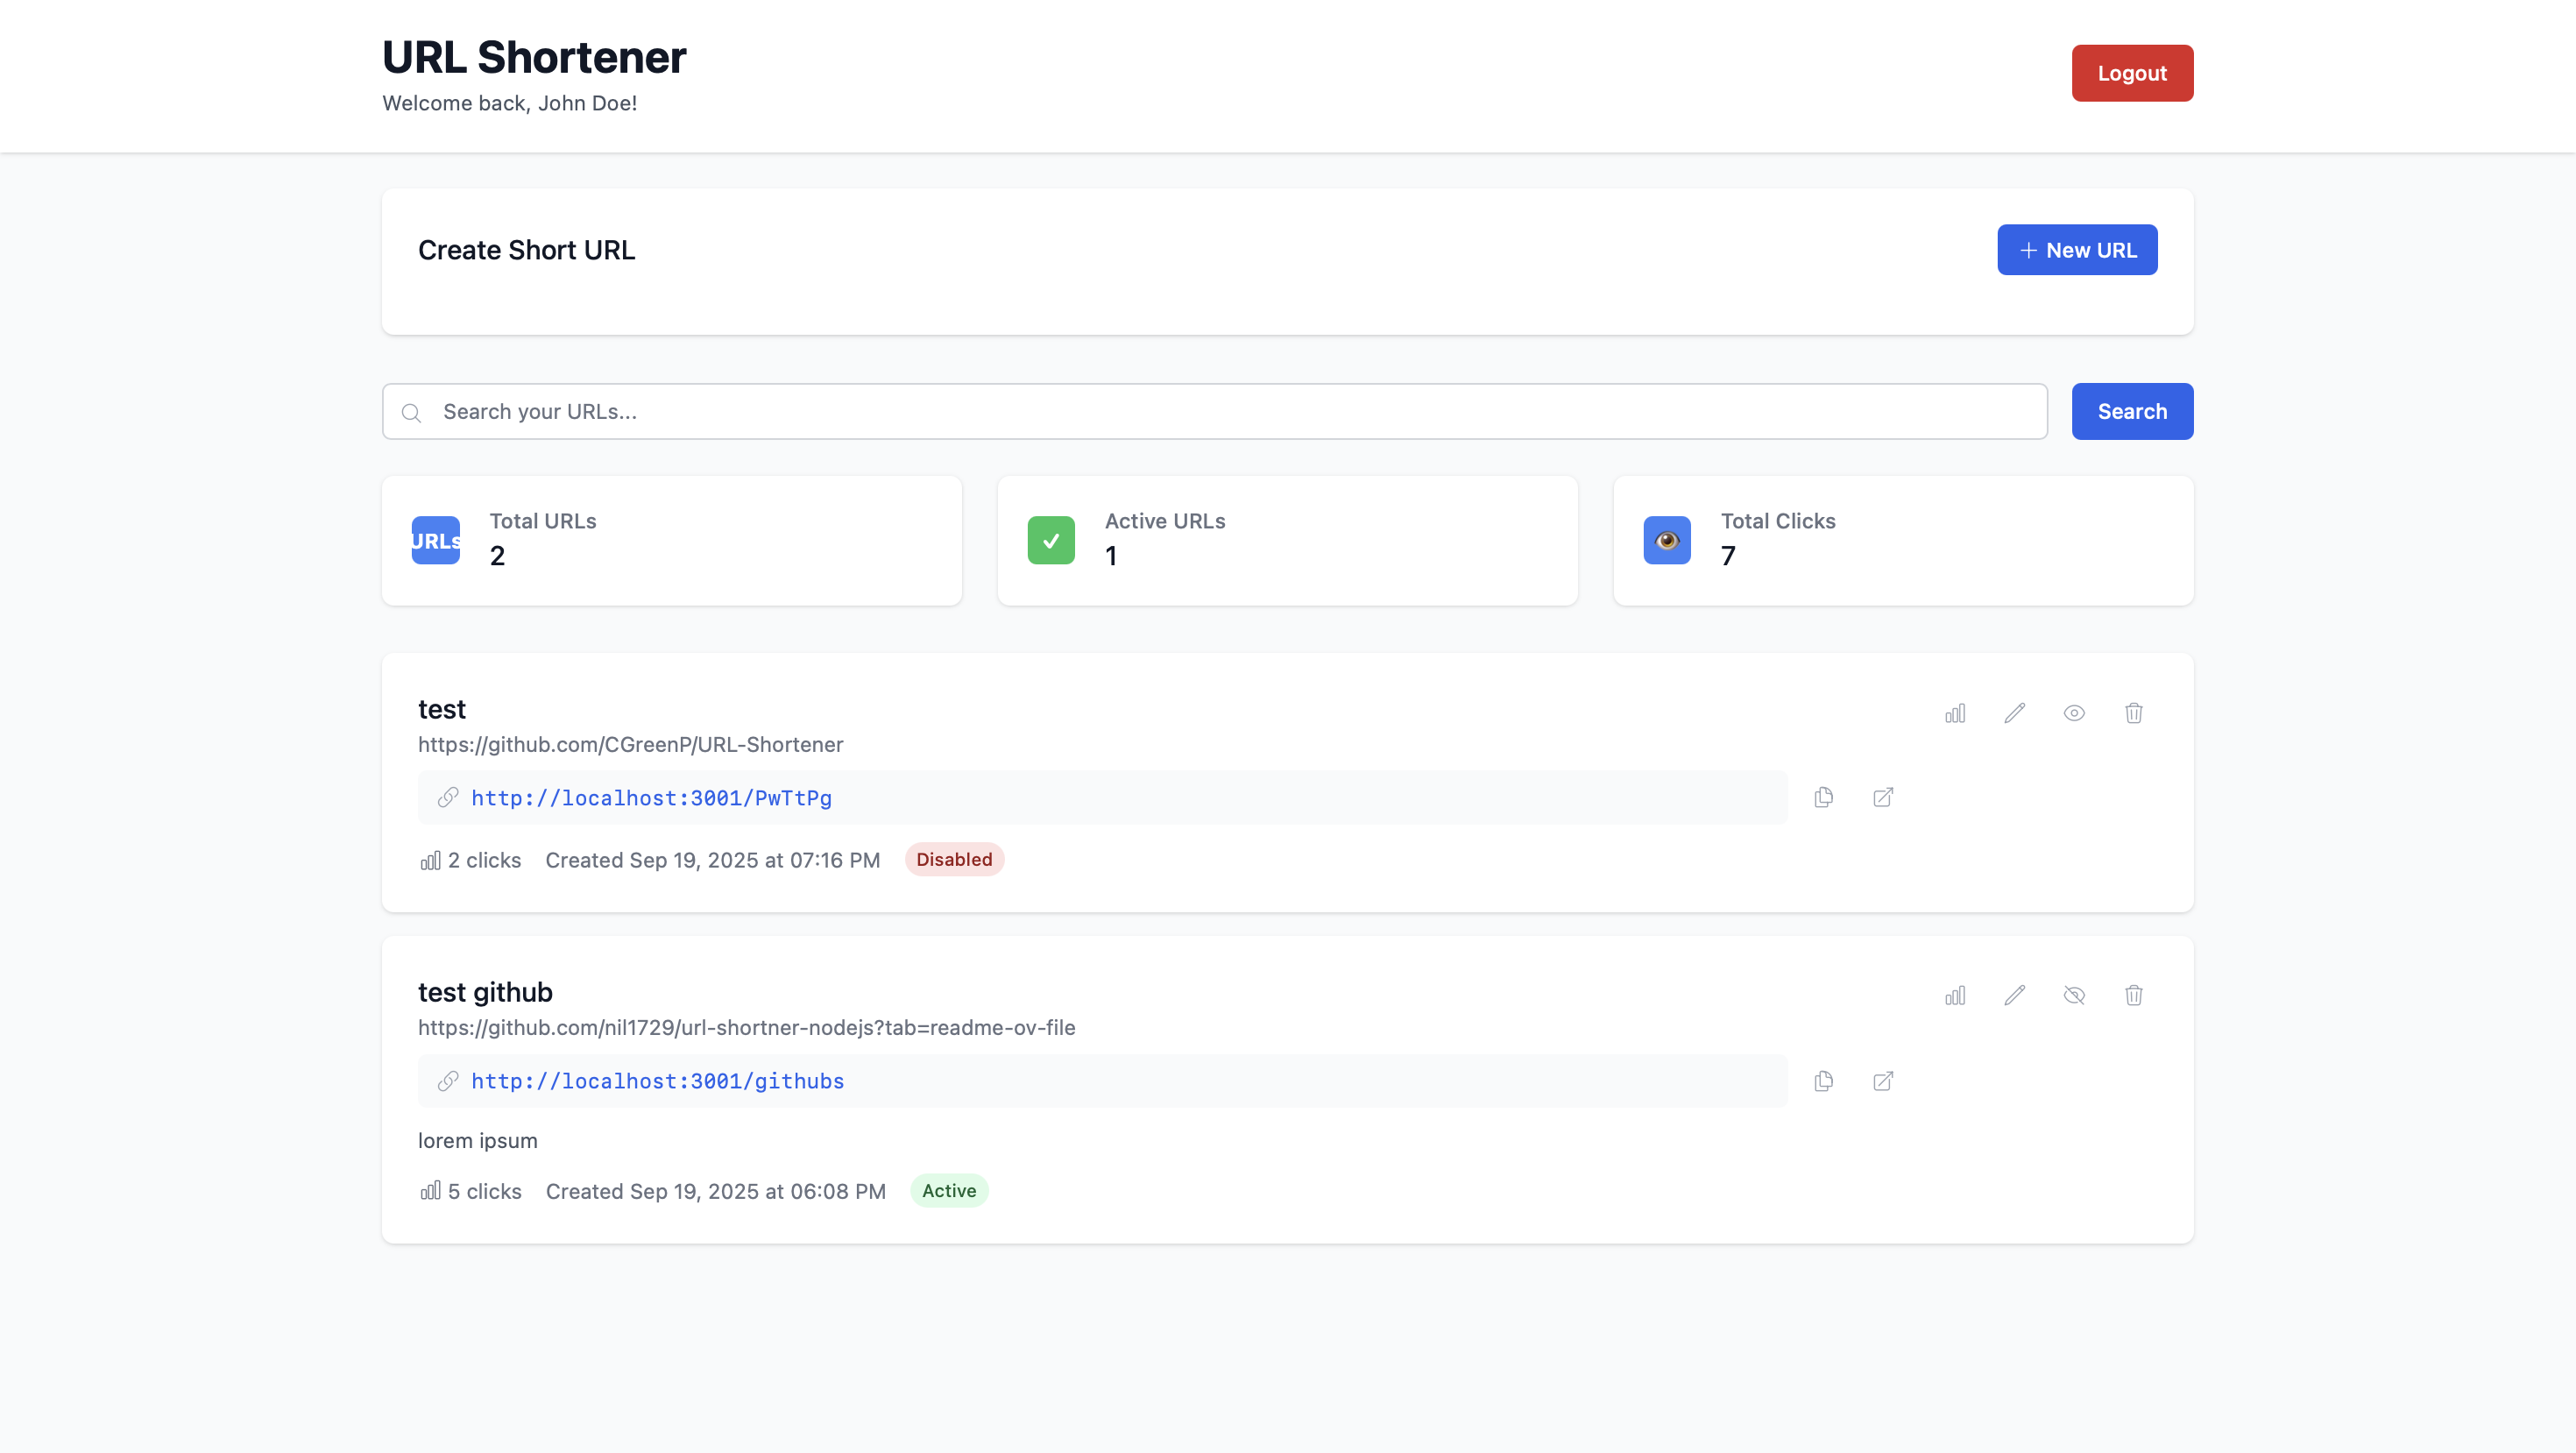 URL Shortener
Welcome back, John Doe!
Logout
Create Short URL
+ New URL
Search your URLs...
Search
URLs
Total URLs
2
Active URLs
1
Total Clicks
7
test
https://github.com/CGreenP/URL-Shortener
http://localhost:3001/PwTtPg
2 clicks Created Sep 19, 2025 at 07:16 PM Disabled
test github
https://github.com/nil1729/url-shortner-nodejs?tab=readme-ov-file
http://localhost:3001/githubs
lorem ipsum
5 clicks Created Sep 19, 2025 at 06:08 PM Active